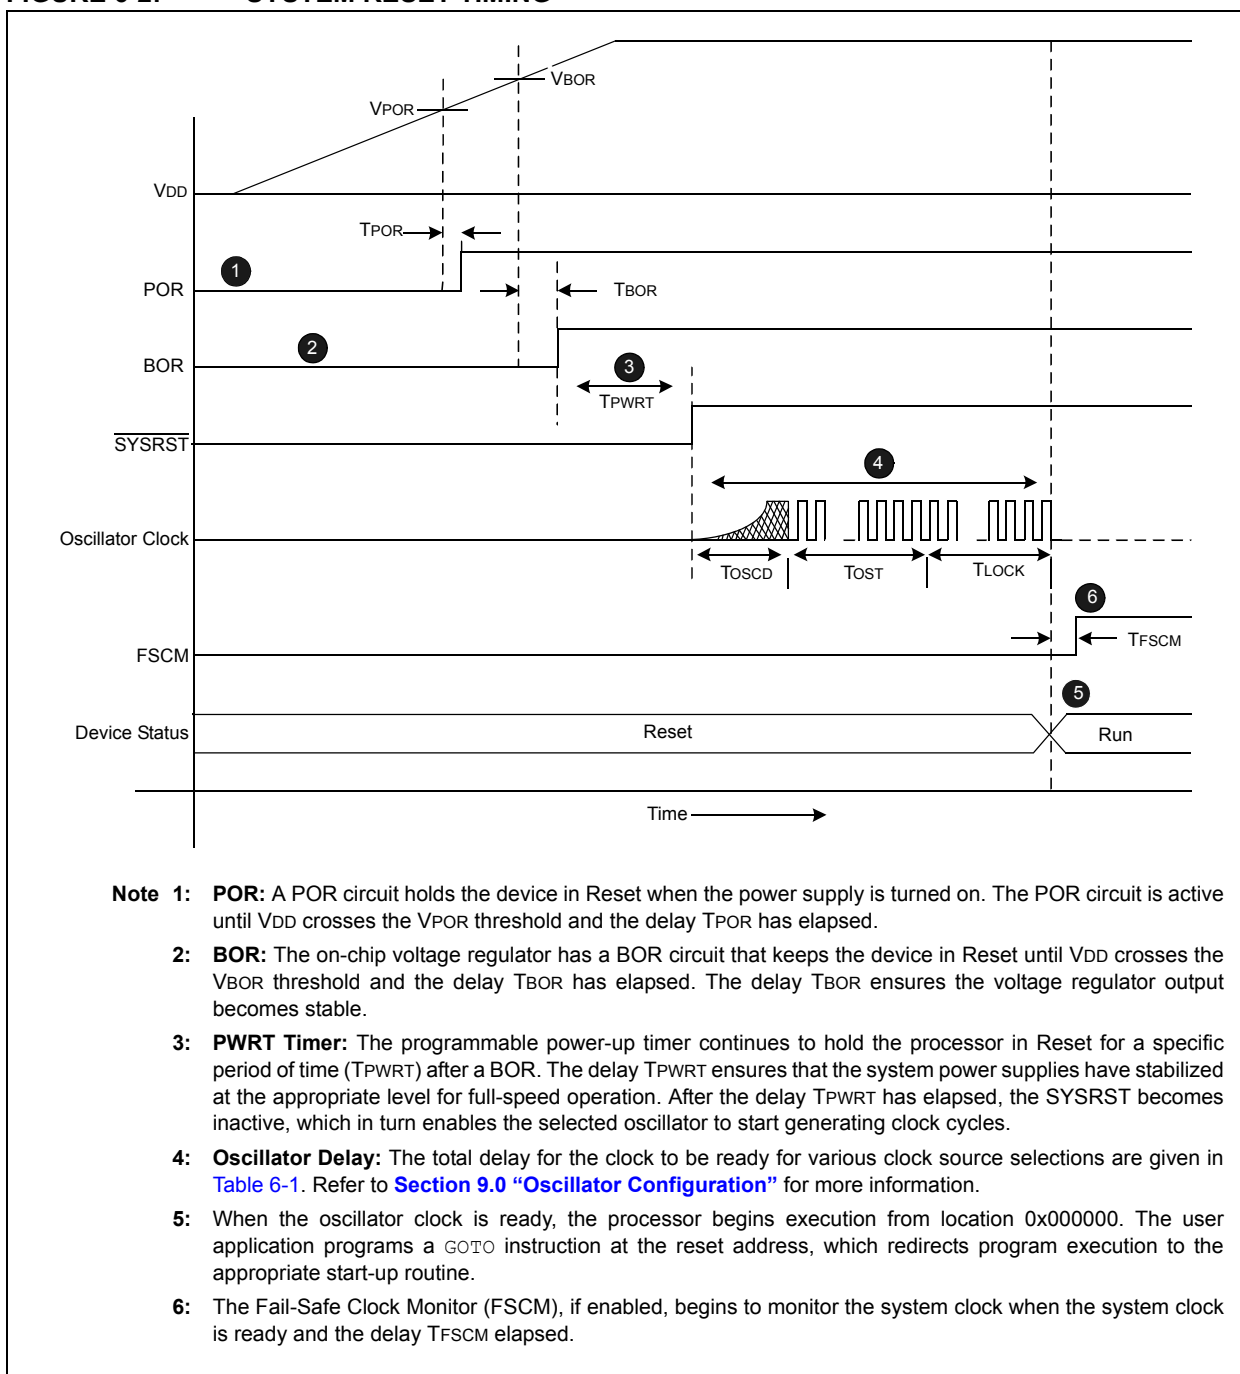 VBOR
VPOR
VDD
TPOR
1
POR
TBOR
2
BOR
3
TPWRT
SYSRST
4
Oscillator Clock
TOSCD
TOST
TLOCK
6
FSCM
TFSCM
5
Device Status
Reset
Run
Time
Note 1: POR: A POR circuit holds the device in Reset when the power supply is turned on. The POR circuit is active
until VDD crosses the VPOR threshold and the delay TPOR has elapsed.
2: BOR: The on-chip voltage regulator has a BOR circuit that keeps the device in Reset until VDD crosses the
VBOR threshold and the delay TBOR has elapsed. The delay TBOR ensures the voltage regulator output
becomes stable.
3: PWRT Timer: The programmable power-up timer continues to hold the processor in Reset for a specific
period of time (TPWRT) after a BOR. The delay TPWRT ensures that the system power supplies have stabilized
at the appropriate level for full-speed operation. After the delay TPWRT has elapsed, the SYSRST becomes
inactive, which in turn enables the selected oscillator to start generating clock cycles.
4: Oscillator Delay: The total delay for the clock to be ready for various clock source selections are given in
Table 6-1. Refer to Section 9.0 “Oscillator Configuration” for more information.
5: When the oscillator clock is ready, the processor begins execution from location 0x000000. The user
application programs a GOTO instruction at the reset address, which redirects program execution to the
appropriate start-up routine.
6: The Fail-Safe Clock Monitor (FSCM), if enabled, begins to monitor the system clock when the system clock
is ready and the delay TFSCM elapsed.